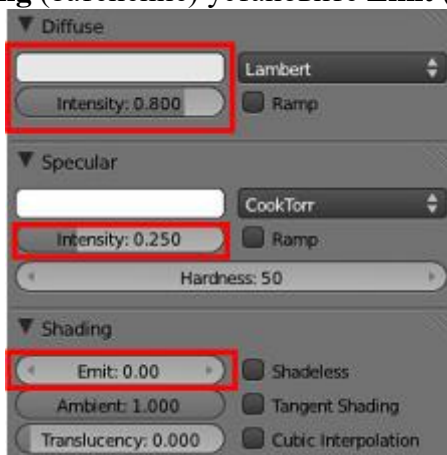 Diffuse
Lambert
Intensity: 0.800 Ramp
Specular
CookTorr
Intensity: 0.250 Ramp
Hardness: 50
Shading
Emit: 0.00 Shadeless
Ambient: 1.000 Tangent Shading
Translucency: 0.000 Cubic Interpolation